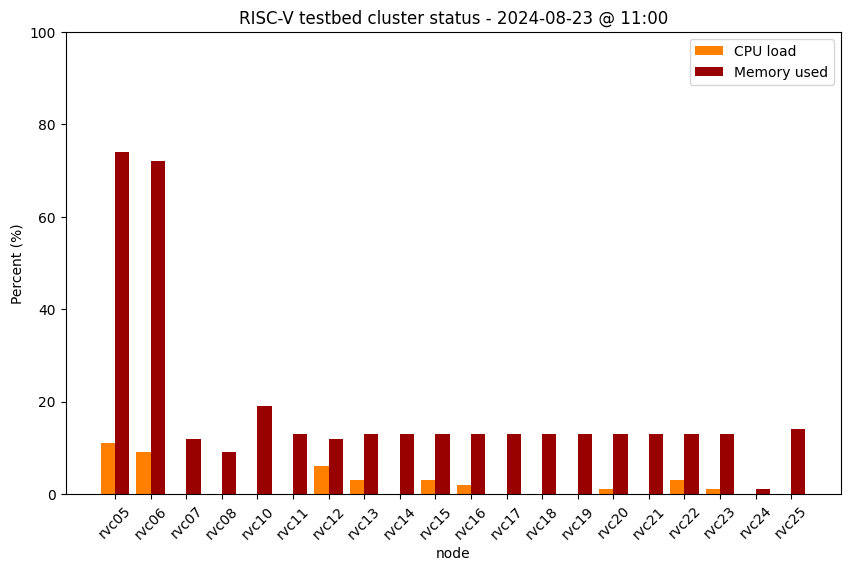 RISC-V testbed cluster status - 2024-08-23 @ 11:00
CPU load
Memory used
Percent (%)
100
80
60
40
20
0
rvc05 rvc06 rvc07 rvc08 rvc10 rvc11 rvc12 rvc13 rvc14 rvc15 rvc16 rvc17 rvc18 rvc19 rvc20 rvc21 rvc22 rvc23 rvc24 rvc25
node